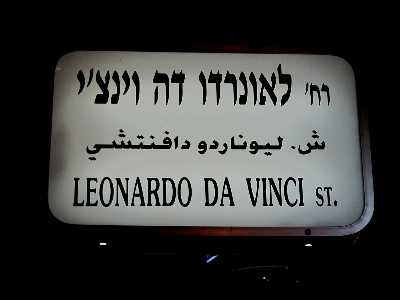 רח' לאונרדו דה וינצ'י
ش. ليوناردو دافنتشي
LEONARDO DA VINCI ST.